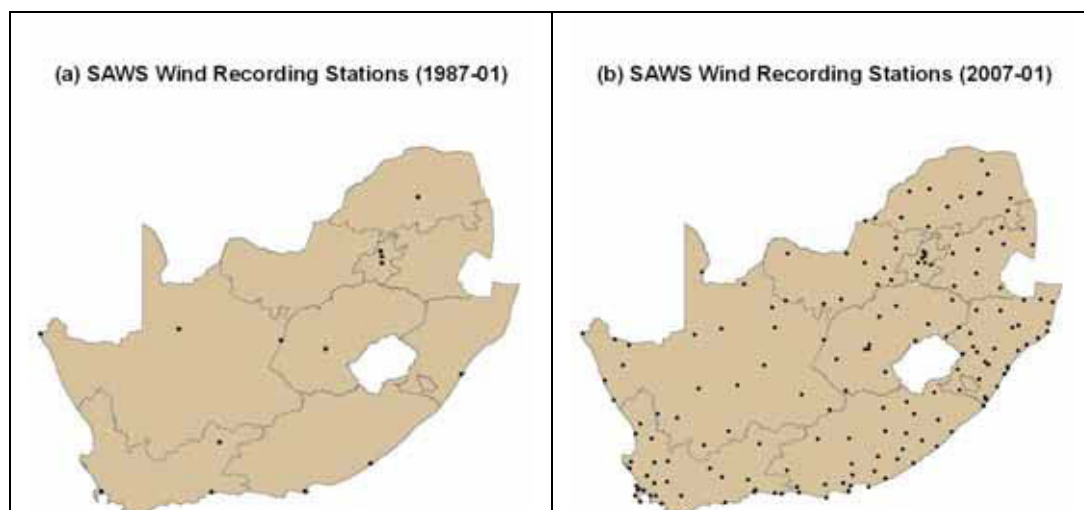 (a) SAWS Wind Recording Stations (1987-01)
(b) SAWS Wind Recording Stations (2007-01)